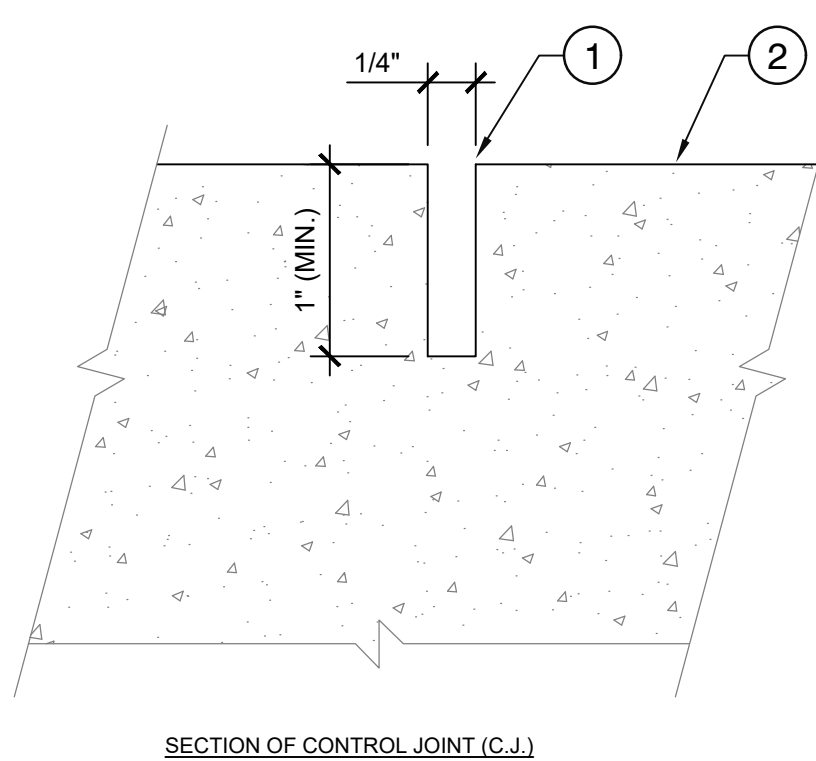 1/4"
1
2
1" (MIN.)
SECTION OF CONTROL JOINT (C.J.)